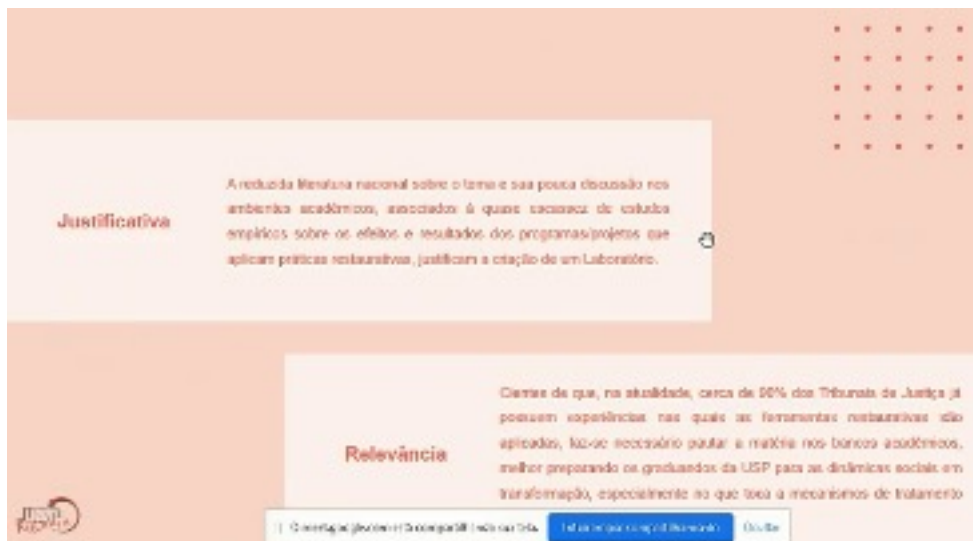 Justificativa
A reduzida literatura nacional sobre o tema e sua pouca discussão nos
ambientes acadêmicos, associados à quase escassez de estudos
empíricos sobre os efeitos e resultados dos programas/projetos que
aplicam práticas restaurativas, justificam a criação de um Laboratório.
Relevância
Cientes de que, na atualidade, cerca de 90% dos Tribunais de Justiça já
possuem experiências nas quais as ferramentas restaurativas são
aplicadas, faz-se necessário pautar a matéria nos bancos acadêmicos,
melhor preparando os graduandos da USP para as dinâmicas sociais em
transformação, especialmente no que toca a mecanismos de tratamento
Ocultar